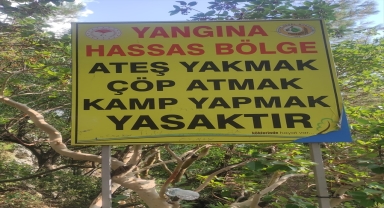 YANGINA
HASSAS BÖLGE
ATEŞ YAKMAK
ÇÖP ATMAK
KAMP YAPMAK
YASAKTIR